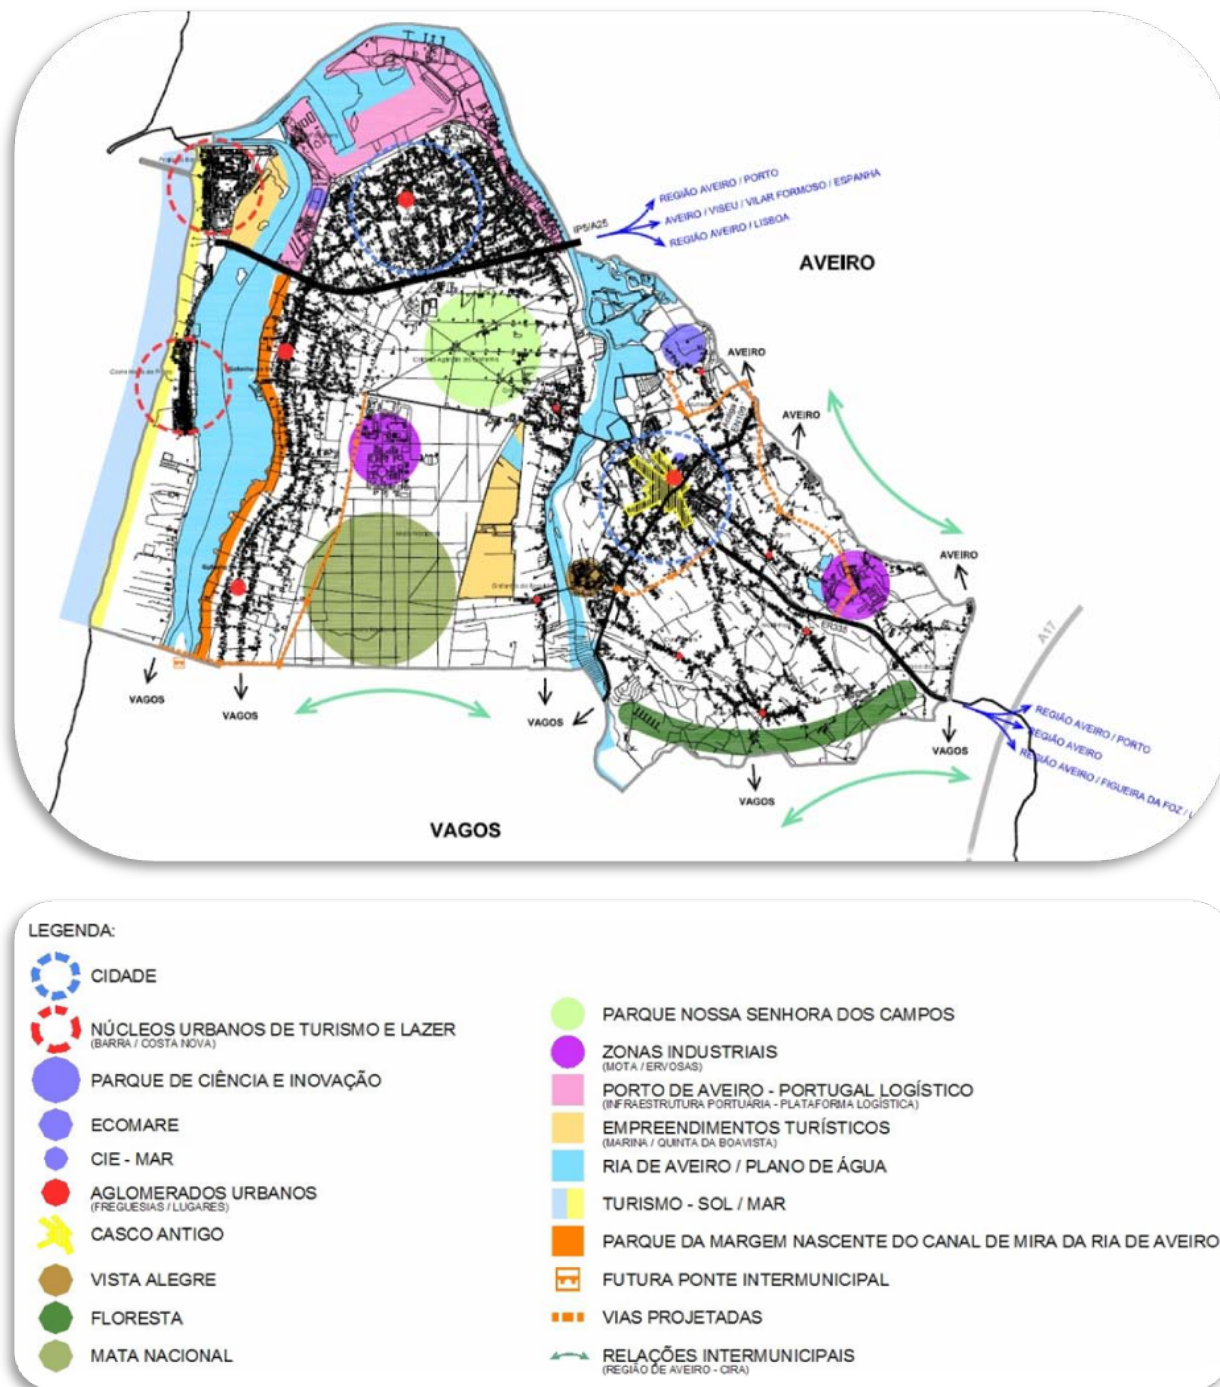 REGIÃO AVEIRO / PORTO
AVEIRO / VISEU / VILAR FORMOSO / ESPANHA
REGIÃO AVEIRO / LISBOA
IP5/A25
AVEIRO
AVEIRO
AVEIRO
EN109
AVEIRO
ER335
A17
VAGOS
VAGOS
VAGOS
VAGOS
VAGOS
VAGOS
REGIÃO AVEIRO / PORTO
REGIÃO AVEIRO
REGIÃO AVEIRO / FIGUEIRA DA FOZ /
LEGENDA:
CIDADE
NÚCLEOS URBANOS DE TURISMO E LAZER
(BARRA / COSTA NOVA)
PARQUE DE CIÊNCIA E INOVAÇÃO
ECOMARE
CIE - MAR
AGLOMERADOS URBANOS
(FREGUESIAS / LUGARES)
CASCO ANTIGO
VISTA ALEGRE
FLORESTA
MATA NACIONAL
PARQUE NOSSA SENHORA DOS CAMPOS
ZONAS INDUSTRIAIS
(MOTA / ERVOSAS)
PORTO DE AVEIRO - PORTUGAL LOGÍSTICO
(INFRAESTRUTURA PORTUÁRIA - PLATAFORMA LOGÍSTICA)
EMPREENDIMENTOS TURÍSTICOS
(MARINA / QUINTA DA BOAVISTA)
RIA DE AVEIRO / PLANO DE ÁGUA
TURISMO - SOL / MAR
PARQUE DA MARGEM NASCENTE DO CANAL DE MIRA DA RIA DE AVEIRO
FUTURA PONTE INTERMUNICIPAL
VIAS PROJETADAS
RELAÇÕES INTERMUNICIPAIS
(REGIÃO DE AVEIRO - CIRA)